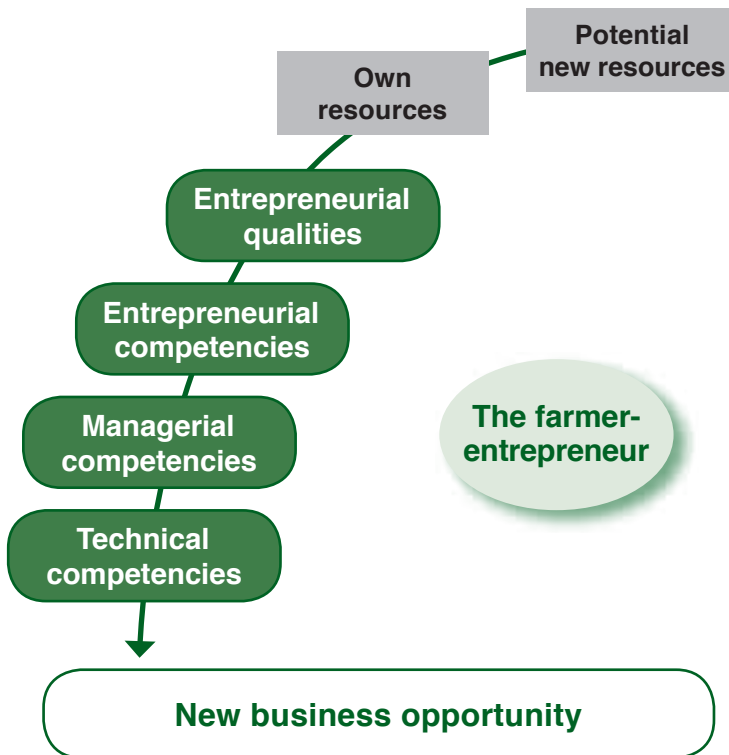 Potential
new resources
Own
resources
Entrepreneurial
qualities
Entrepreneurial
competencies
Managerial
competencies
The farmer-
entrepreneur
Technical
competencies
New business opportunity